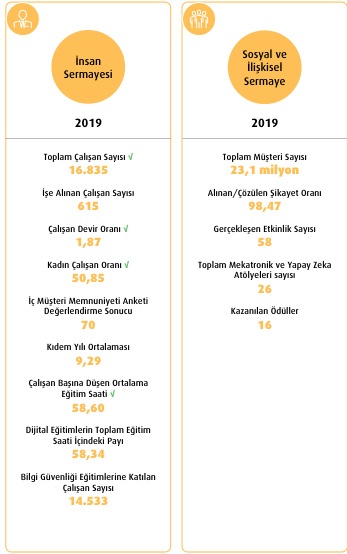 İnsan
Sermayesi
2019
Toplam Çalışan Sayısı √
16.835
İşe Alınan Çalışan Sayısı
615
Çalışan Devir Oranı √
1,87
Kadın Çalışan Oranı √
50,85
İç Müşteri Memnuniyeti Anketi
Değerlendirme Sonucu
70
Kıdem Yılı Ortalaması
9,29
Çalışan Başına Düşen Ortalama
Eğitim Saati √
58,60
Dijital Eğitimlerin Toplam Eğitim
Saati İçindeki Payı
58,34
Bilgi Güvenliği Eğitimlerine Katılan
Çalışan Sayısı
14.533
Sosyal ve
İlişkisel
Sermaye
2019
Toplam Müşteri Sayısı
23,1 milyon
Alınan/Çözülen Şikayet Oranı
98,47
Gerçekleşen Etkinlik Sayısı
58
Toplam Mekatronik ve Yapay Zeka
Atölyeleri sayısı
26
Kazanılan Ödüller
16